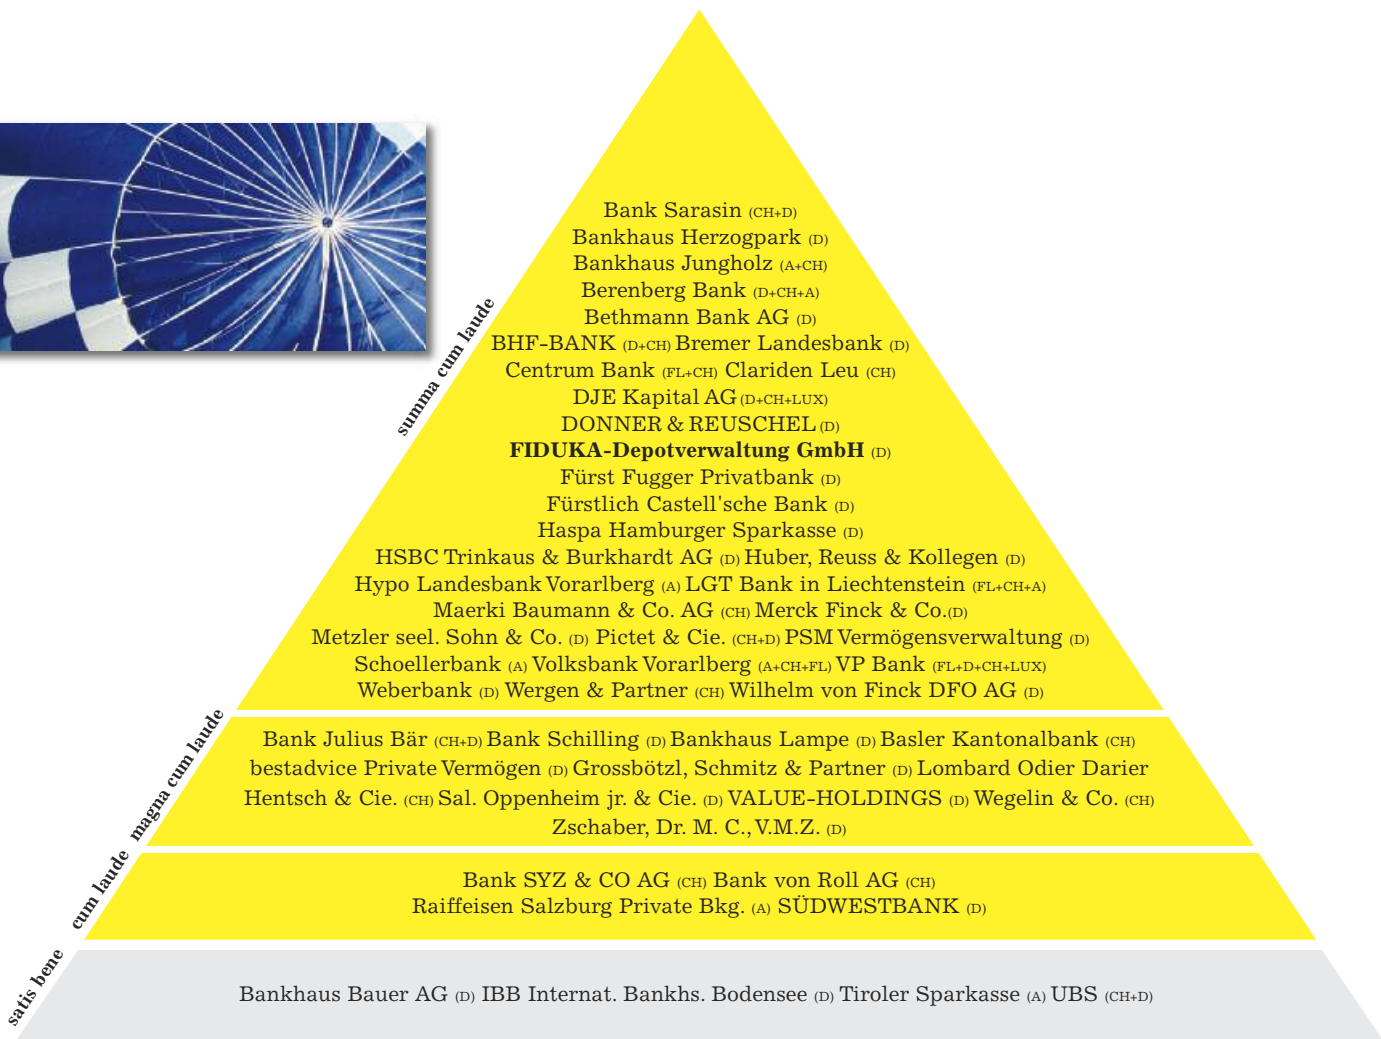 Bank Sarasin (CH+D)
Bankhaus Herzogpark (D)
Bankhaus Jungholz (A+CH)
Berenberg Bank (D+CH+A)
Bethmann Bank AG (D)
BHF-BANK (D+CH) Bremer Landesbank (D)
Centrum Bank (FL+CH) Clariden Leu (CH)
DJE Kapital AG (D+CH+LUX)
DONNER & REUSCHEL (D)
FIDUKA-Depotverwaltung GmbH (D)
Fürst Fugger Privatbank (D)
Fürstlich Castell'sche Bank (D)
Haspa Hamburger Sparkasse (D)
HSBC Trinkaus & Burkhardt AG (D) Huber, Reuss & Kollegen (D)
Hypo Landesbank Vorarlberg (A) LGT Bank in Liechtenstein (FL+CH+A)
Maerki Baumann & Co. AG (CH) Merck Finck & Co.(D)
Metzler seel. Sohn & Co. (D) Pictet & Cie. (CH+D) PSM Vermögensverwaltung (D)
Schoellerbank (A) Volksbank Vorarlberg (A+CH+FL) VP Bank (FL+D+CH+LUX)
Weberbank (D) Wergen & Partner (CH) Wilhelm von Finck DFO AG (D)
summa cum laude
Bank Julius Bär (CH+D) Bank Schilling (D) Bankhaus Lampe (D) Basler Kantonalbank (CH)
bestadvice Private Vermögen (D) Grossbötzl, Schmitz & Partner (D) Lombard Odier Darier
Hentsch & Cie. (CH) Sal. Oppenheim jr. & Cie. (D) VALUE-HOLDINGS (D) Wegelin & Co. (CH)
Zschaber, Dr. M. C., V.M.Z. (D)
magna cum laude
Bank SYZ & CO AG (CH) Bank von Roll AG (CH)
Raiffeisen Salzburg Private Bkg. (A) SÜDWESTBANK (D)
cum laude
Bankhaus Bauer AG (D) IBB Internat. Bankhs. Bodensee (D) Tiroler Sparkasse (A) UBS (CH+D)
satis bene